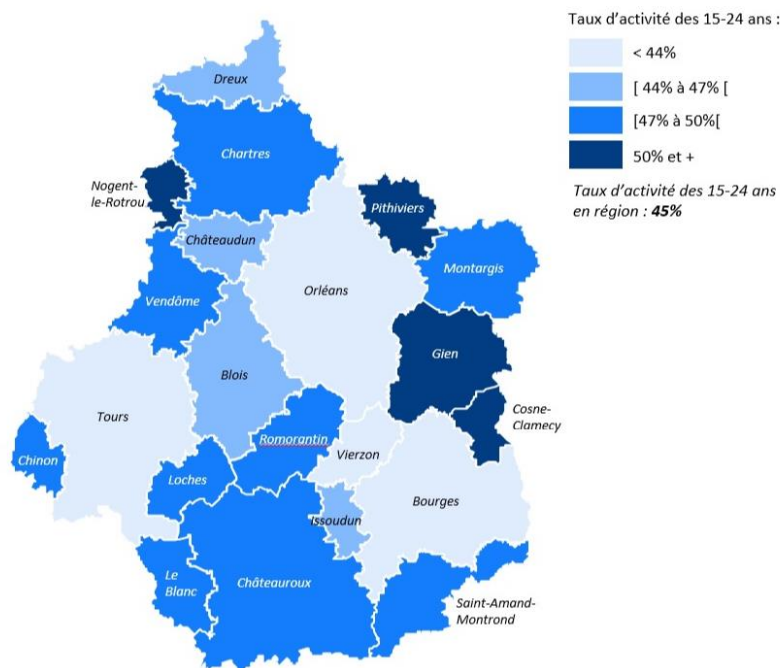 Taux d'activité des 15-24 ans :
< 44%
[ 44% à 47% [
[47% à 50%[
50% et +
Taux d'activité des 15-24 ans
en région : 45%
Dreux
Chartres
Nogent-
le-Rotrou
Pithiviers
Châteaudun
Montargis
Orléans
Vendôme
Gien
Blois
Cosne-
Clamecy
Tours
Romorantin
Vierzon
Chinon
Loches
Bourges
Issoudun
Le
Blanc
Châteauroux
Saint-Amand-
Montrond